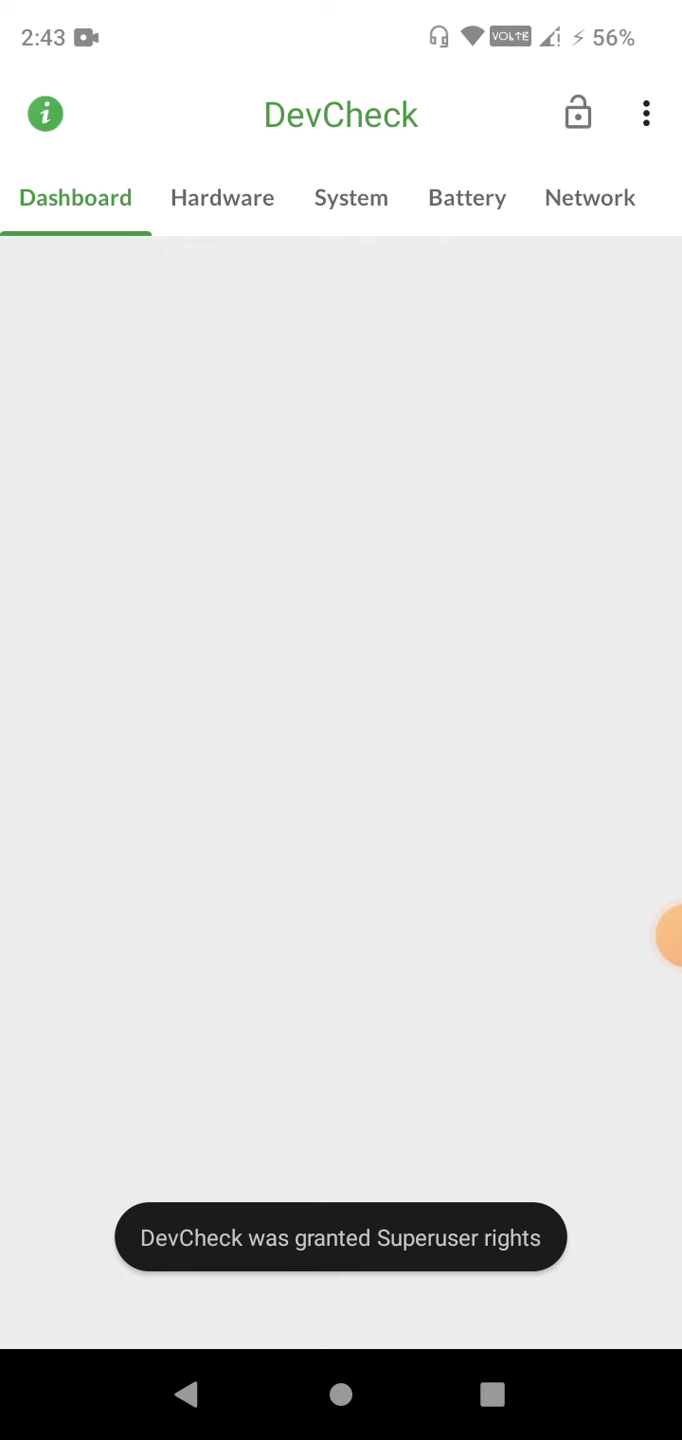 2:43 VOLTE 56%
DevCheck
Dashboard Hardware System Battery Network
DevCheck was granted Superuser rights